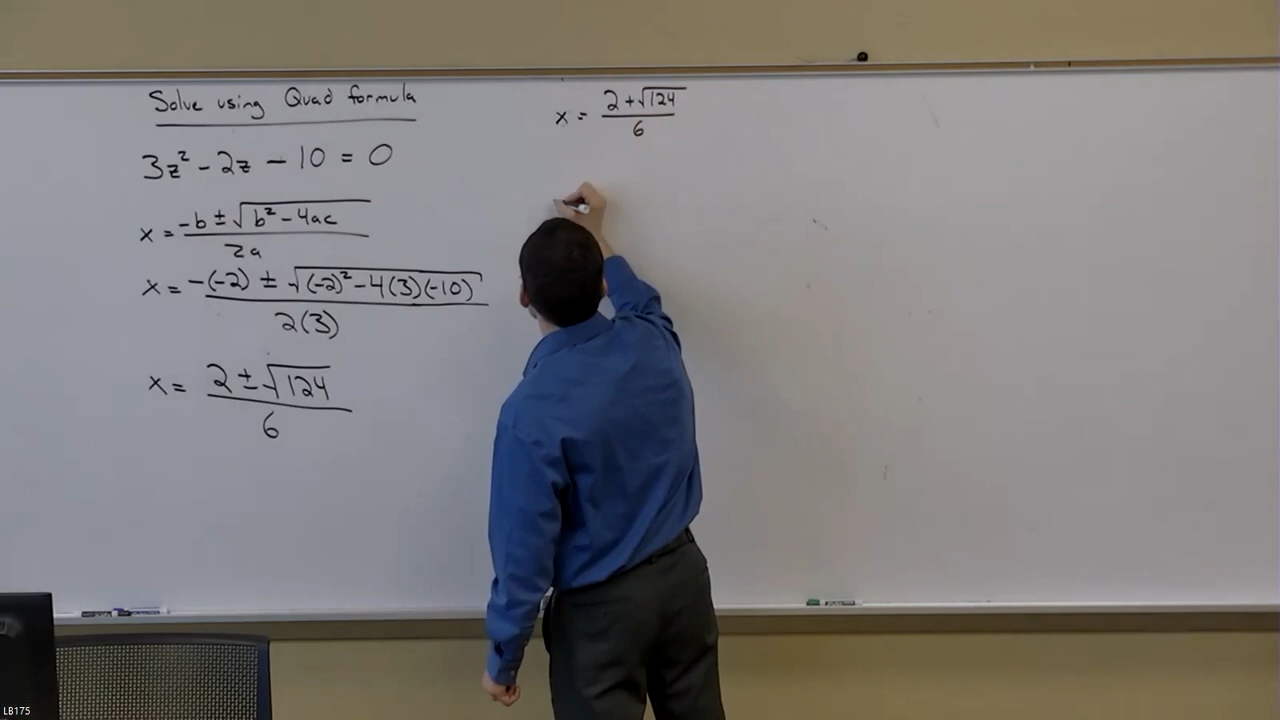 Solve using Quad formula
3z² - 2z - 10 = 0
x = -b ± √b² - 4ac
2a
x = -(-2) ± √(-2)² - 4(3)(-10)
2(3)
x = 2 ± √124
6
x = 2 + √124
6
LB175